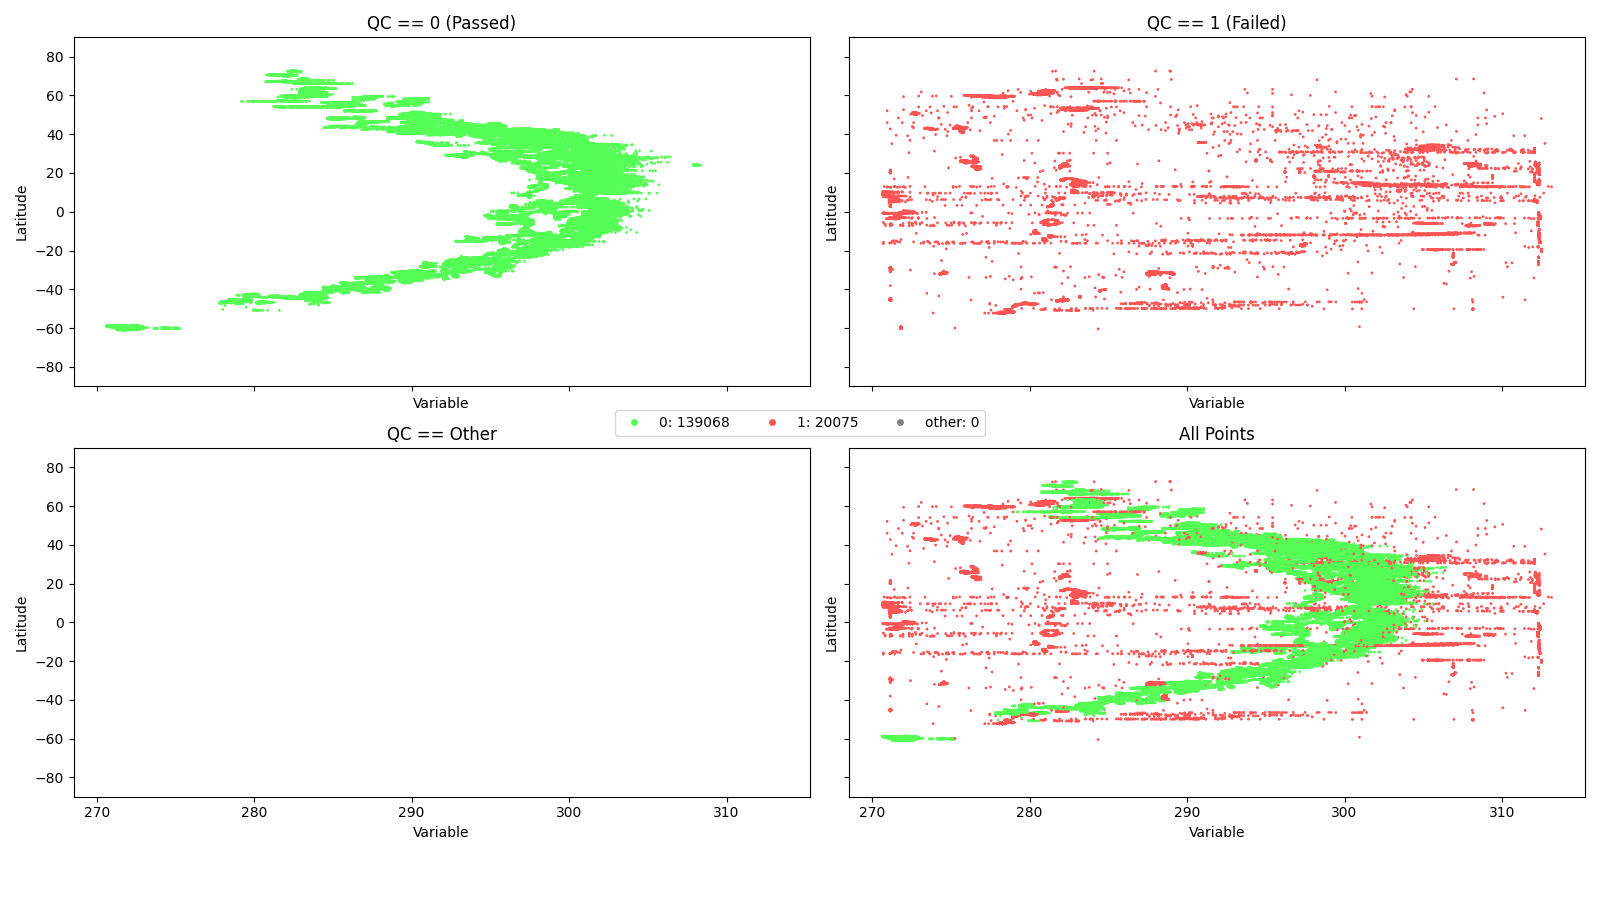 QC == 0 (Passed)
QC == 1 (Failed)
80
60
40
20
0
−20
−40
−60
−80
Latitude
Latitude
Variable
Variable
0: 139068 1: 20075 other: 0
QC == Other
All Points
80
60
40
20
0
−20
−40
−60
−80
Latitude
Latitude
270 280 290 300 310
270 280 290 300 310
Variable
Variable